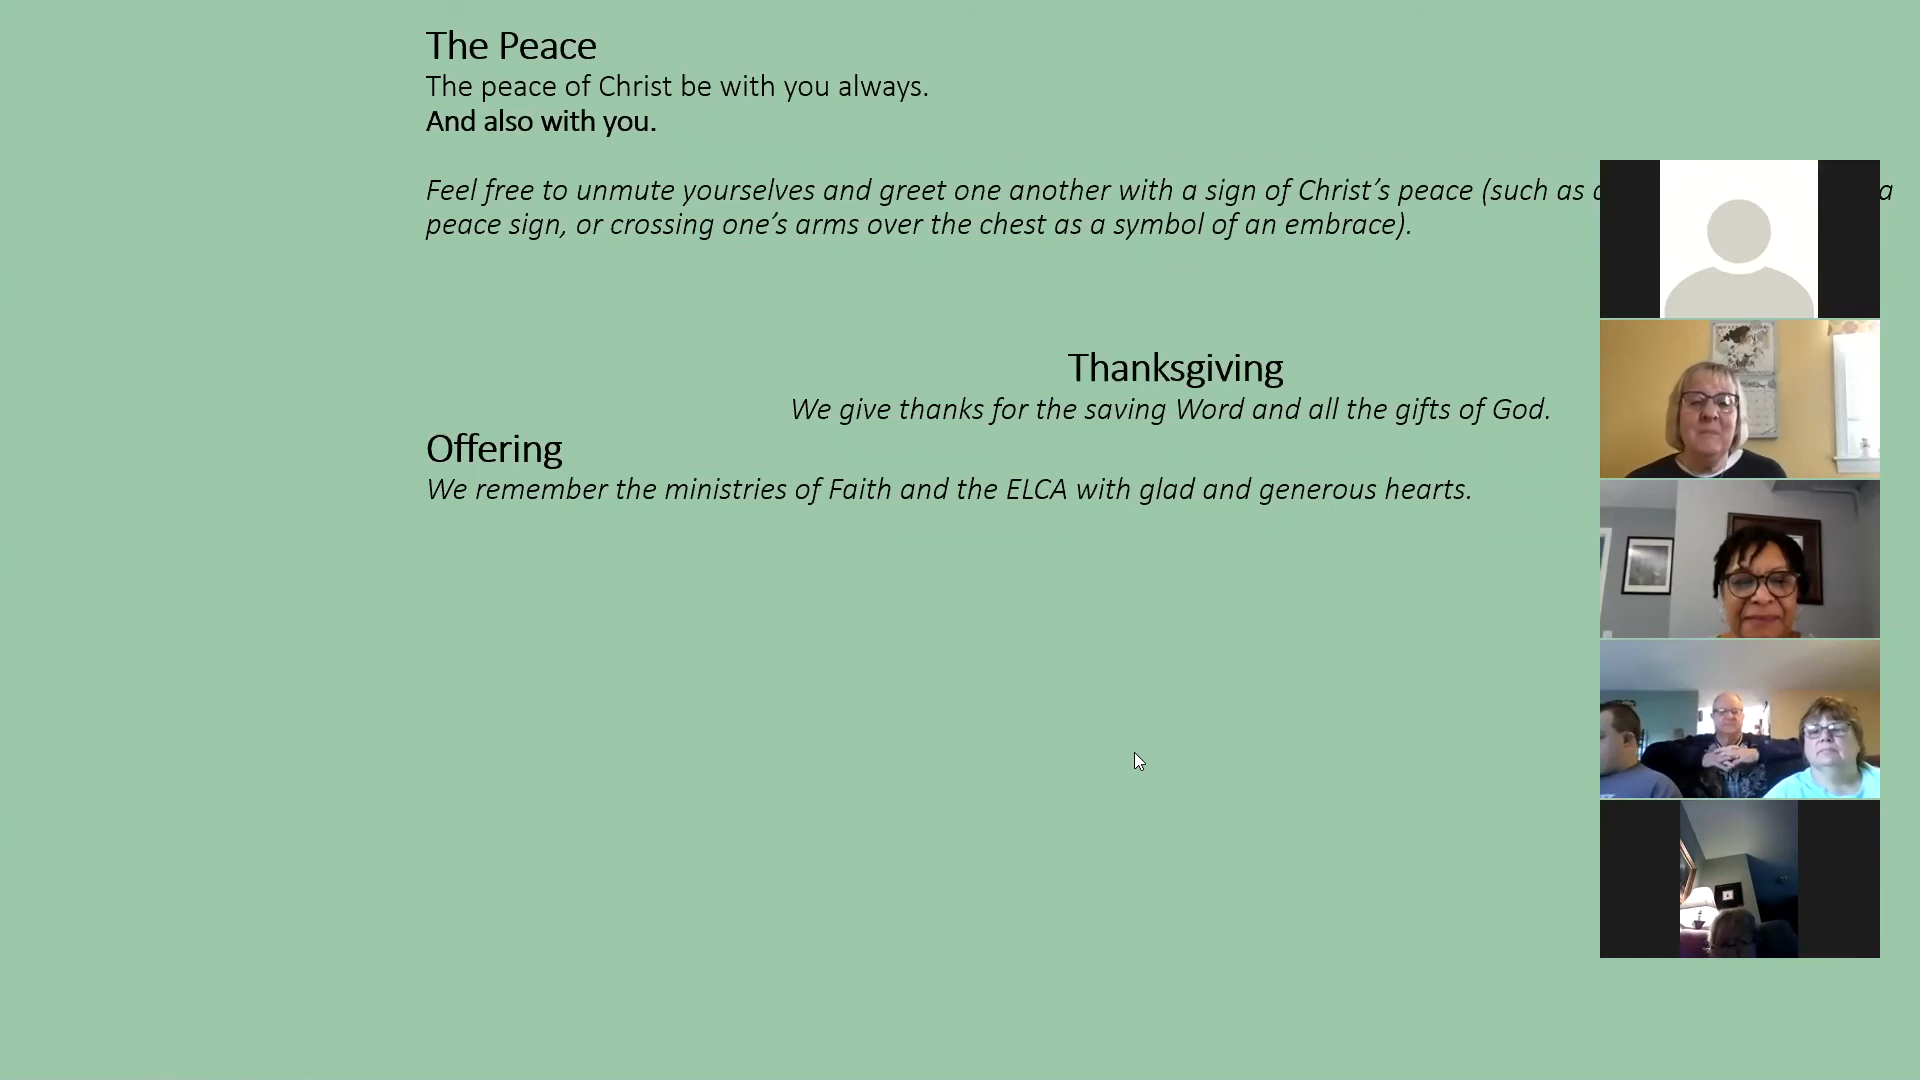 The Peace
The peace of Christ be with you always.
And also with you.
Feel free to unmute yourselves and greet one another with a sign of Christ’s peace (such as a
peace sign, or crossing one’s arms over the chest as a symbol of an embrace).
Thanksgiving
We give thanks for the saving Word and all the gifts of God.
Offering
We remember the ministries of Faith and the ELCA with glad and generous hearts.